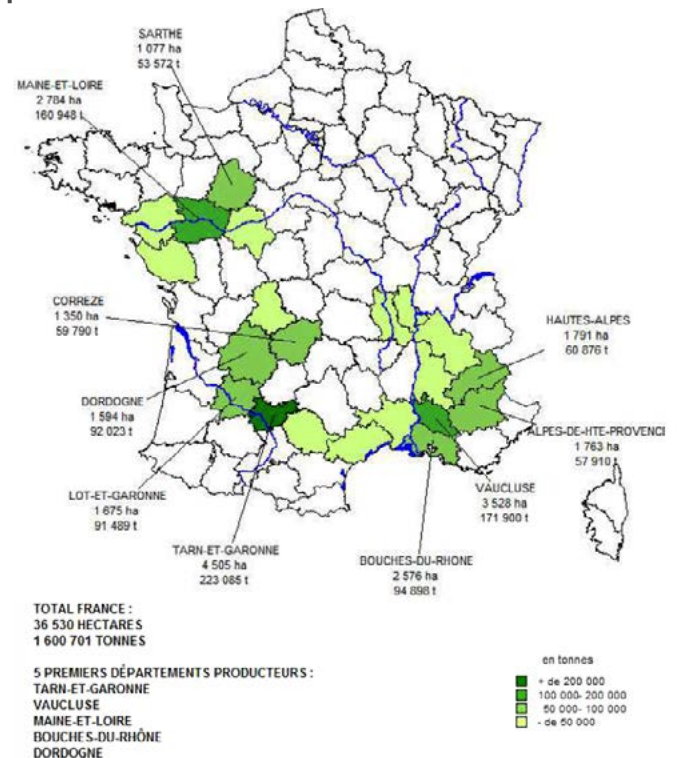 SARTHE
1 077 ha
53 572 t
MAINE-ET-LOIRE
2 784 ha
160 948 t
CORREZE
1 350 ha
59 790 t
HAUTES-ALPES
1 791 ha
60 876 t
DORDOGNE
1 594 ha
92 023 t
ALPES-DE-HTE-PROVENCI
1 763 ha
57 910 t
LOT-ET-GARONNE
1 675 ha
91 489 t
VAUCLUSE
3 528 ha
171 900 t
TARN-ET-GARONNE
4 505 ha
223 085 t
BOUCHES-DU-RHONE
2 576 ha
94 898 t
TOTAL FRANCE :
36 530 HECTARES
1 600 701 TONNES
5 PREMIERS DÉPARTEMENTS PRODUCTEURS :
TARN-ET-GARONNE
VAUCLUSE
MAINE-ET-LOIRE
BOUCHES-DU-RHÔNE
DORDOGNE
en tonnes
+ de 200 000
100 000- 200 000
50 000- 100 000
- de 50 000